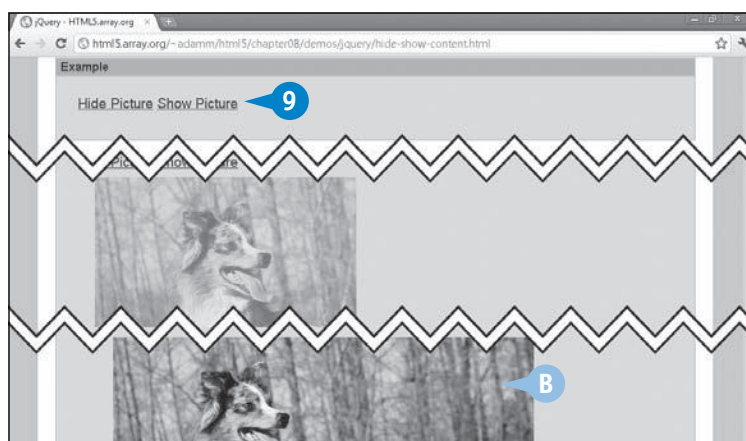 jQuery - HTML5.array.org
html5.array.org/~adamm/html5/chapter08/demos/jquery/hide-show-content.html
Example
Hide Picture Show Picture
9
B